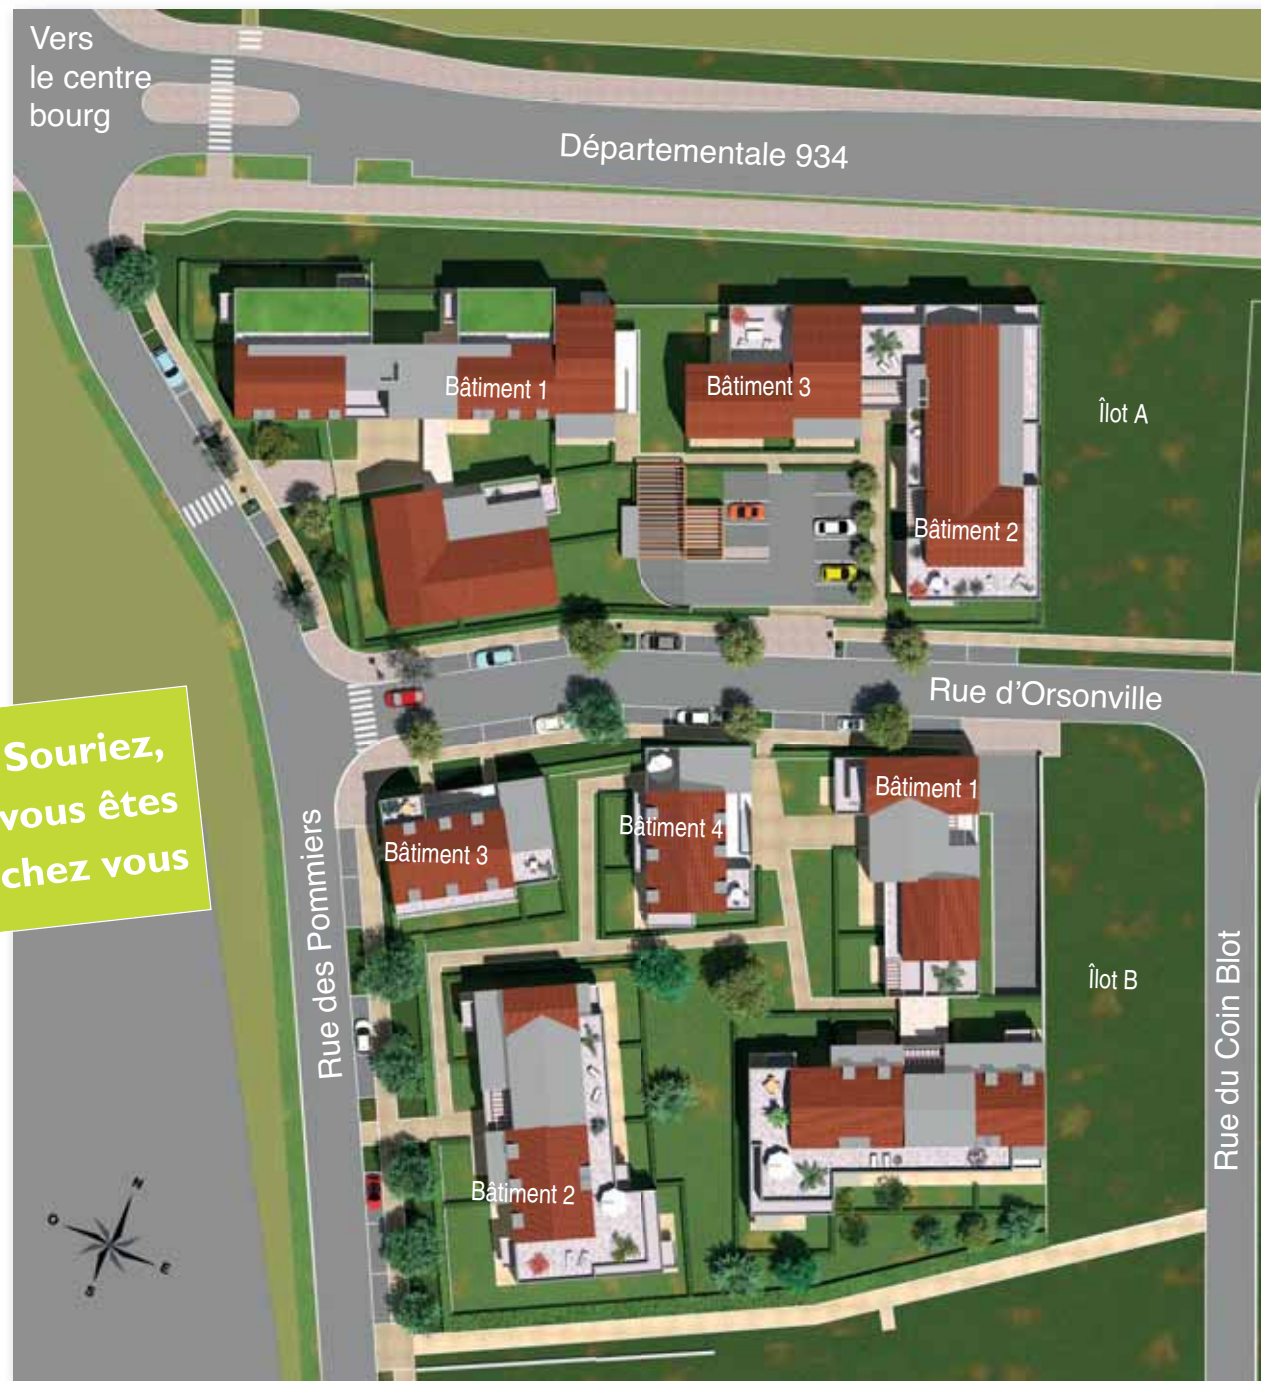 Vers
le centre
bourg
Départementale 934
Bâtiment 1
Bâtiment 3
Îlot A
Bâtiment 2
Rue d'Orsonville
Souriez,
vous êtes
chez vous
Rue des Pommiers
Bâtiment 3
Bâtiment 4
Bâtiment 1
Îlot B
Rue du Coin Blot
Bâtiment 2
N
O
E
S